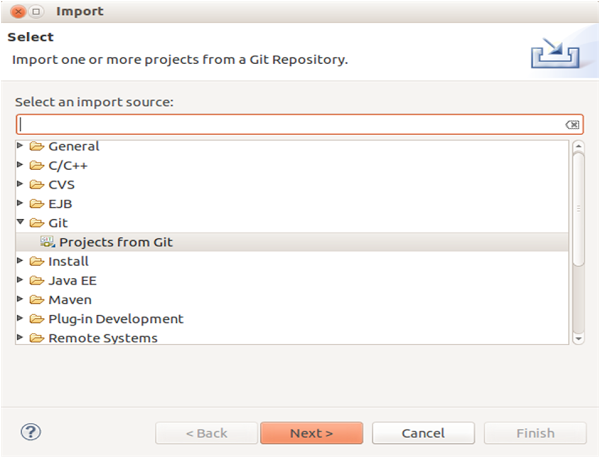 Import
Select
Import one or more projects from a Git Repository.
Select an import source:
General
C/C++
CVS
EJB
Git
Projects from Git
Install
Java EE
Maven
Plug-in Development
Remote Systems
?
< Back
Next >
Cancel
Finish